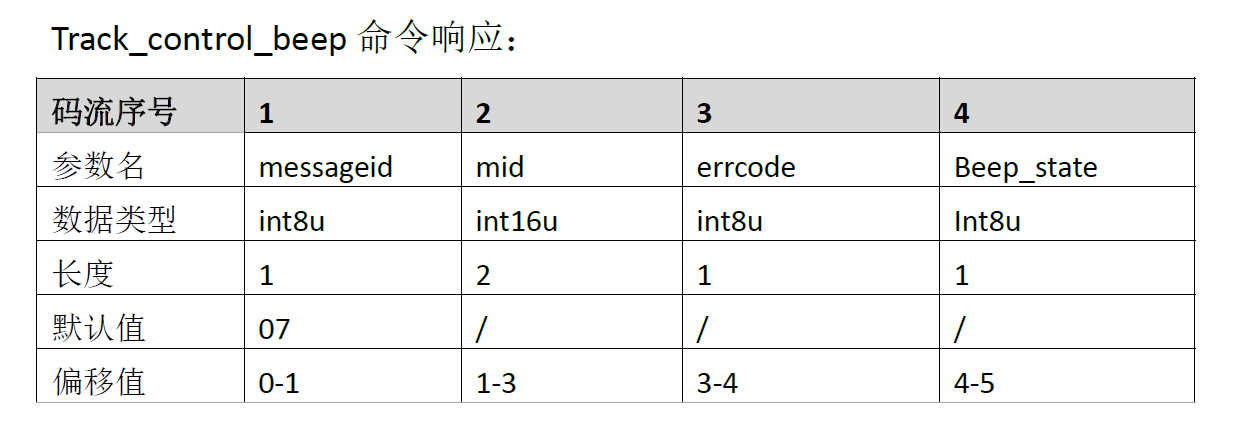 Track_control_beep 命令响应：
码流序号 1 2 3 4
参数名 messageid mid errcode Beep_state
数据类型 int8u int16u int8u Int8u
长度 1 2 1 1
默认值 07 / / /
偏移值 0-1 1-3 3-4 4-5